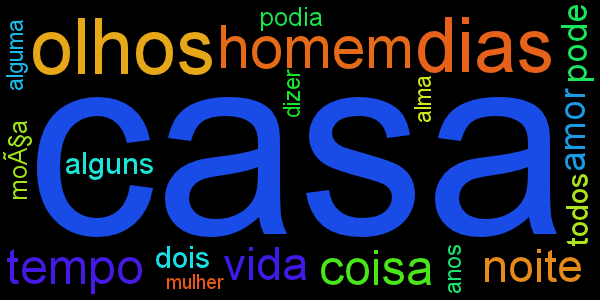 podia
olhos
homem
dias
alguma
dizer
alma
pode
casa
moÃ§a
alguns
amor
todos
tempo
dois
mulher
vida
coisa
anos
noite